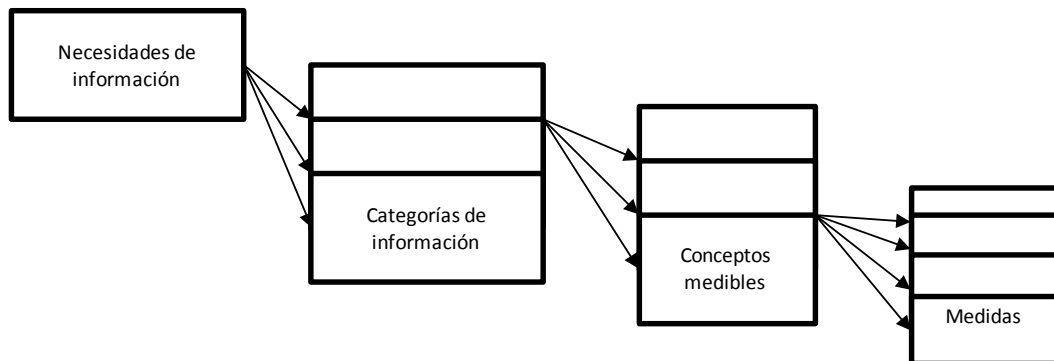 Necesidades de
información
Categorías de
información
Conceptos
medibles
Medidas